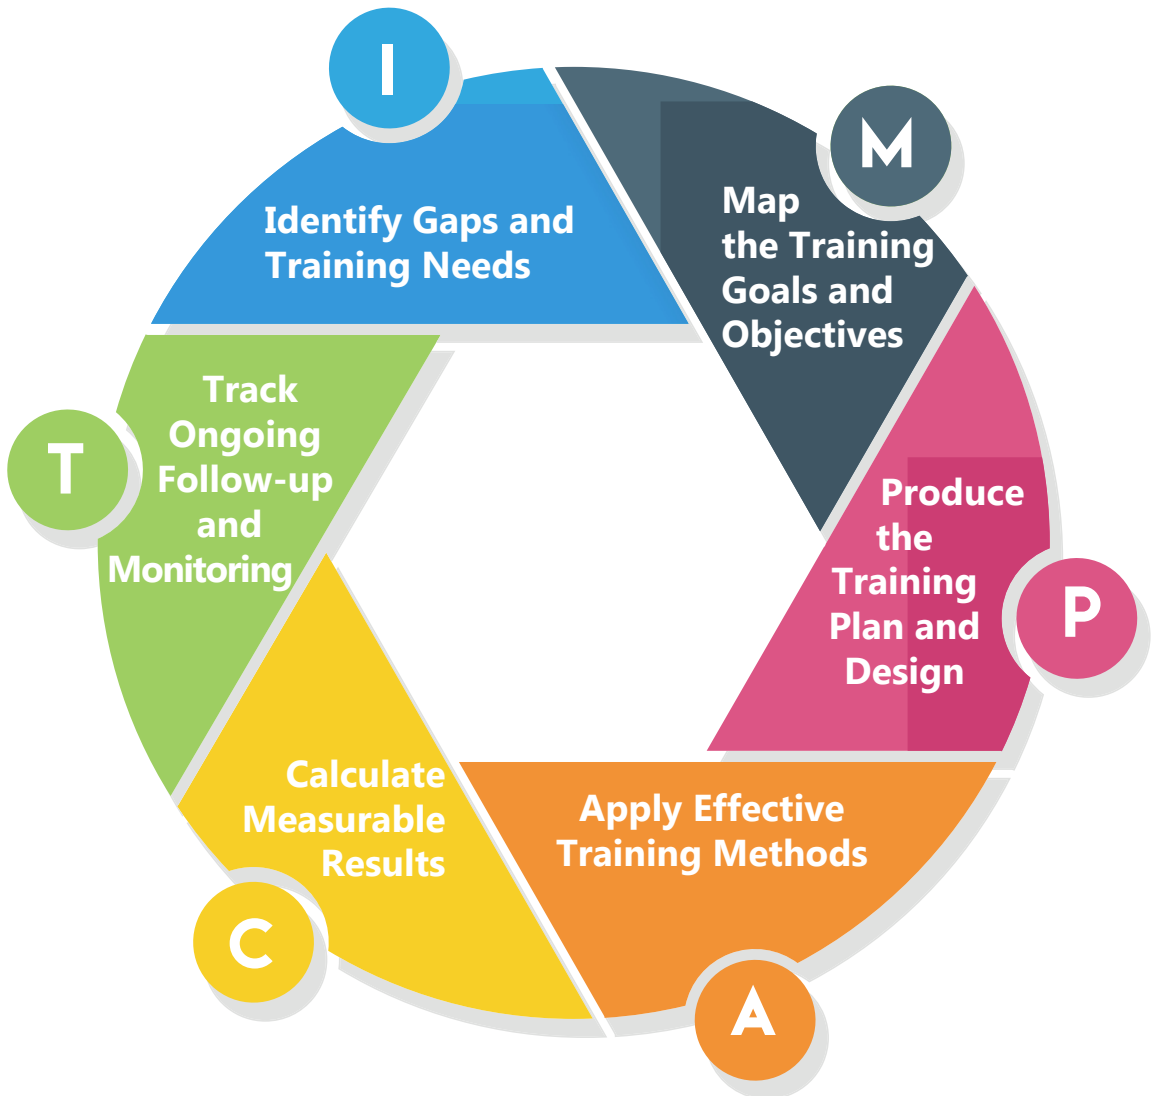 I
Identify Gaps and
Training Needs
M
Map
the Training
Goals and
Objectives
P
Produce
the
Training
Plan and
Design
A
Apply Effective
Training Methods
C
Calculate
Measurable
Results
T
Track
Ongoing
Follow-up
and
Monitoring